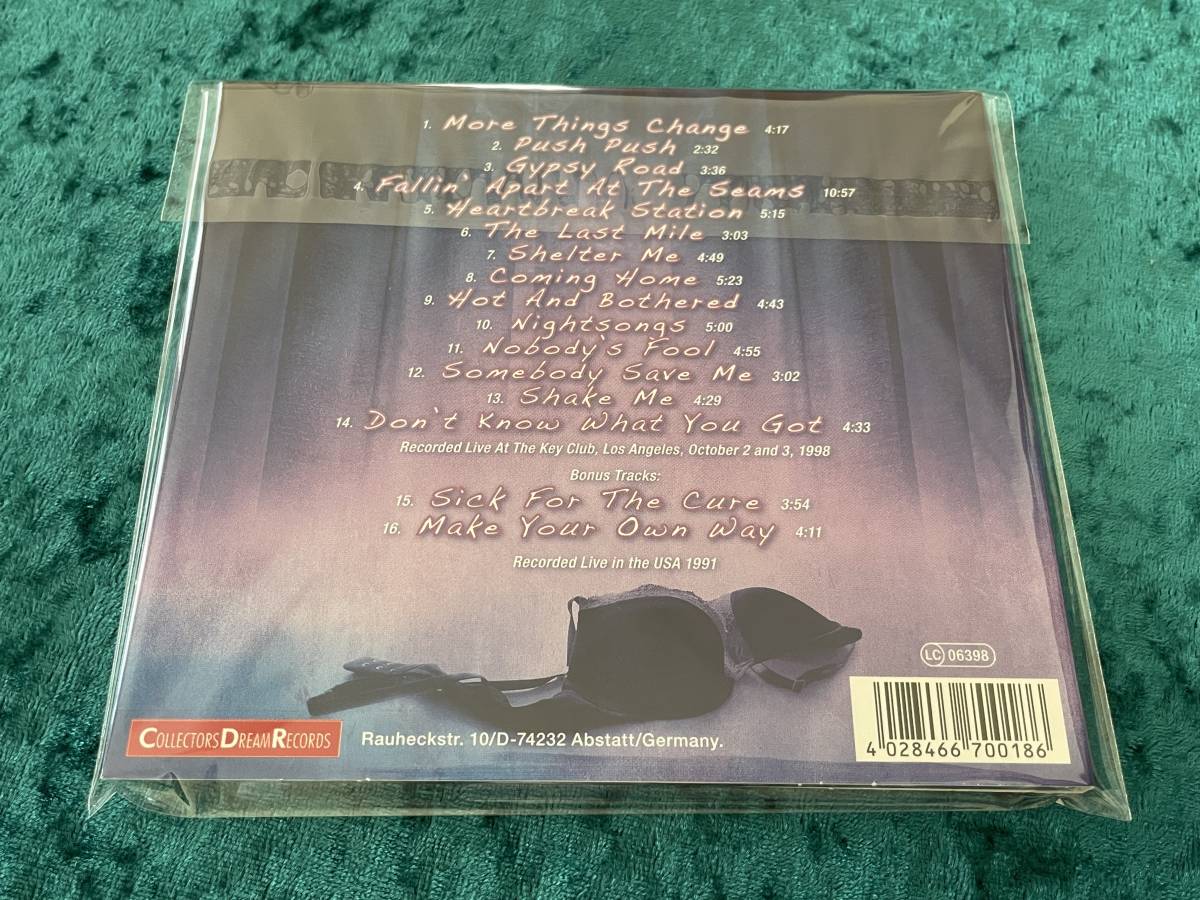 1. More Things Change 4:17
2. Push Push 2:32
3. Gypsy Road 3:36
4. Fallin' Apart At The Seams 10:57
5. Heartbreak Station 5:15
6. The Last Mile 3:03
7. Shelter Me 4:49
8. Coming Home 5:23
9. Hot And Bothered 4:43
10. Nightsongs 5:00
11. Nobody's Fool 4:55
12. Somebody Save Me 3:02
13. Shake Me 4:29
14. Don't Know What You Got 4:33
Recorded Live At The Key Club, Los Angeles, October 2 and 3, 1998
Bonus Tracks:
15. Sick For The Cure 3:54
16. Make Your Own Way 4:11
Recorded Live in the USA 1991
LC 06398
COLLECTORS DREAM RECORDS
Rauheckstr. 10/D-74232 Abstatt/Germany.
4 028466 700186